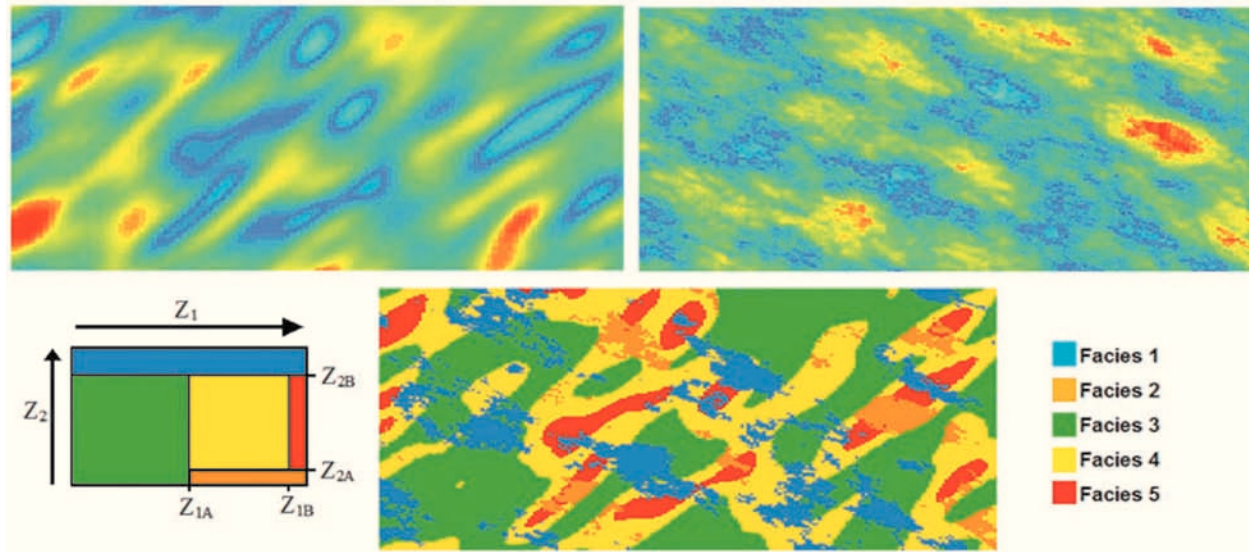 Z1
Z2
Z2B
Z2A
Z1A
Z1B
Facies 1
Facies 2
Facies 3
Facies 4
Facies 5